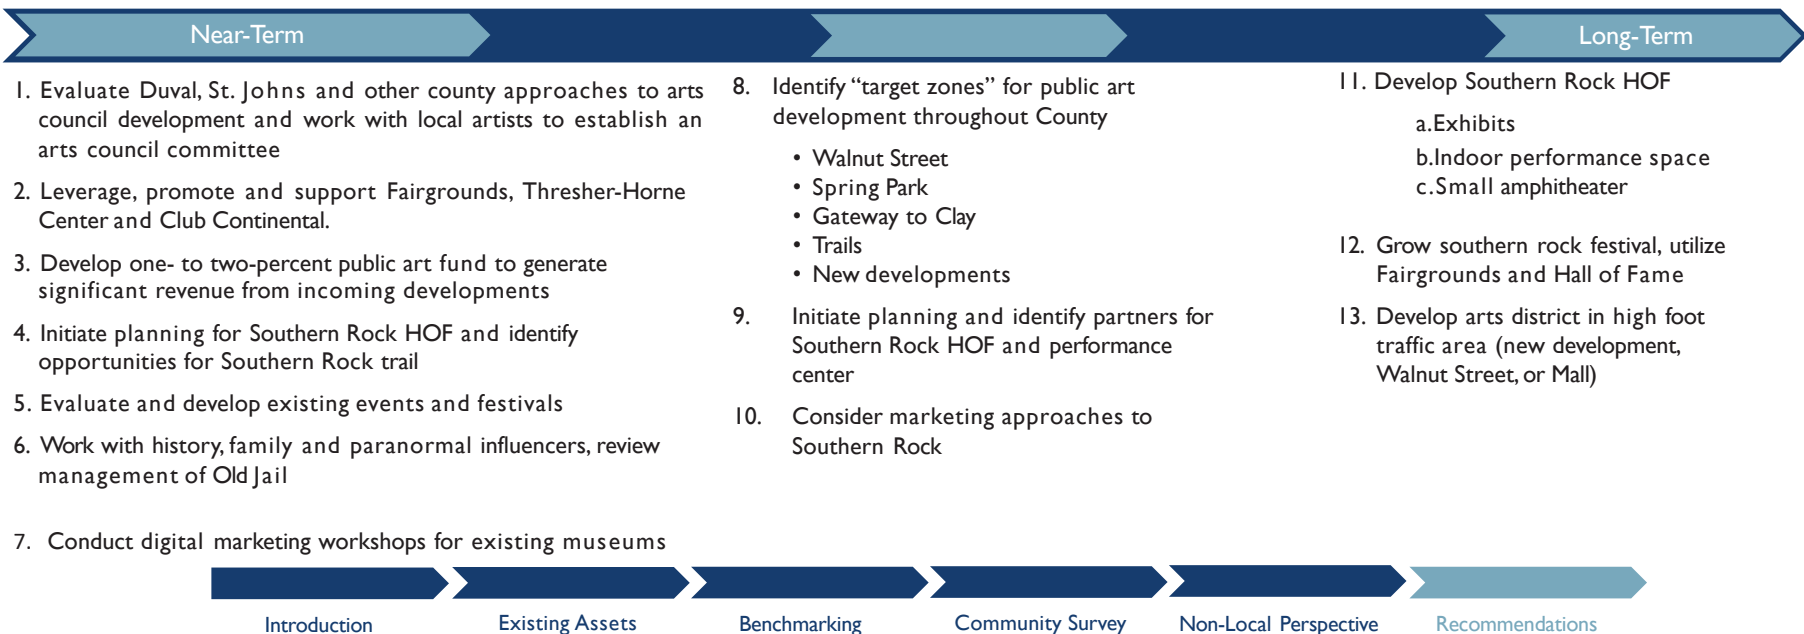 Near-Term
Long-Term
1. Evaluate Duval, St. Johns and other county approaches to arts
council development and work with local artists to establish an
arts council committee
2. Leverage, promote and support Fairgrounds, Thresher-Horne
Center and Club Continental.
3. Develop one- to two-percent public art fund to generate
significant revenue from incoming developments
4. Initiate planning for Southern Rock HOF and identify
opportunities for Southern Rock trail
5. Evaluate and develop existing events and festivals
6. Work with history, family and paranormal influencers, review
management of Old Jail
7. Conduct digital marketing workshops for existing museums
8. Identify “target zones” for public art
development throughout County
• Walnut Street
• Spring Park
• Gateway to Clay
• Trails
• New developments
9. Initiate planning and identify partners for
Southern Rock HOF and performance
center
10. Consider marketing approaches to
Southern Rock
11. Develop Southern Rock HOF
a.Exhibits
b.Indoor performance space
c.Small amphitheater
12. Grow southern rock festival, utilize
Fairgrounds and Hall of Fame
13. Develop arts district in high foot
traffic area (new development,
Walnut Street, or Mall)
Introduction
Existing Assets
Benchmarking
Community Survey
Non-Local Perspective
Recommendations